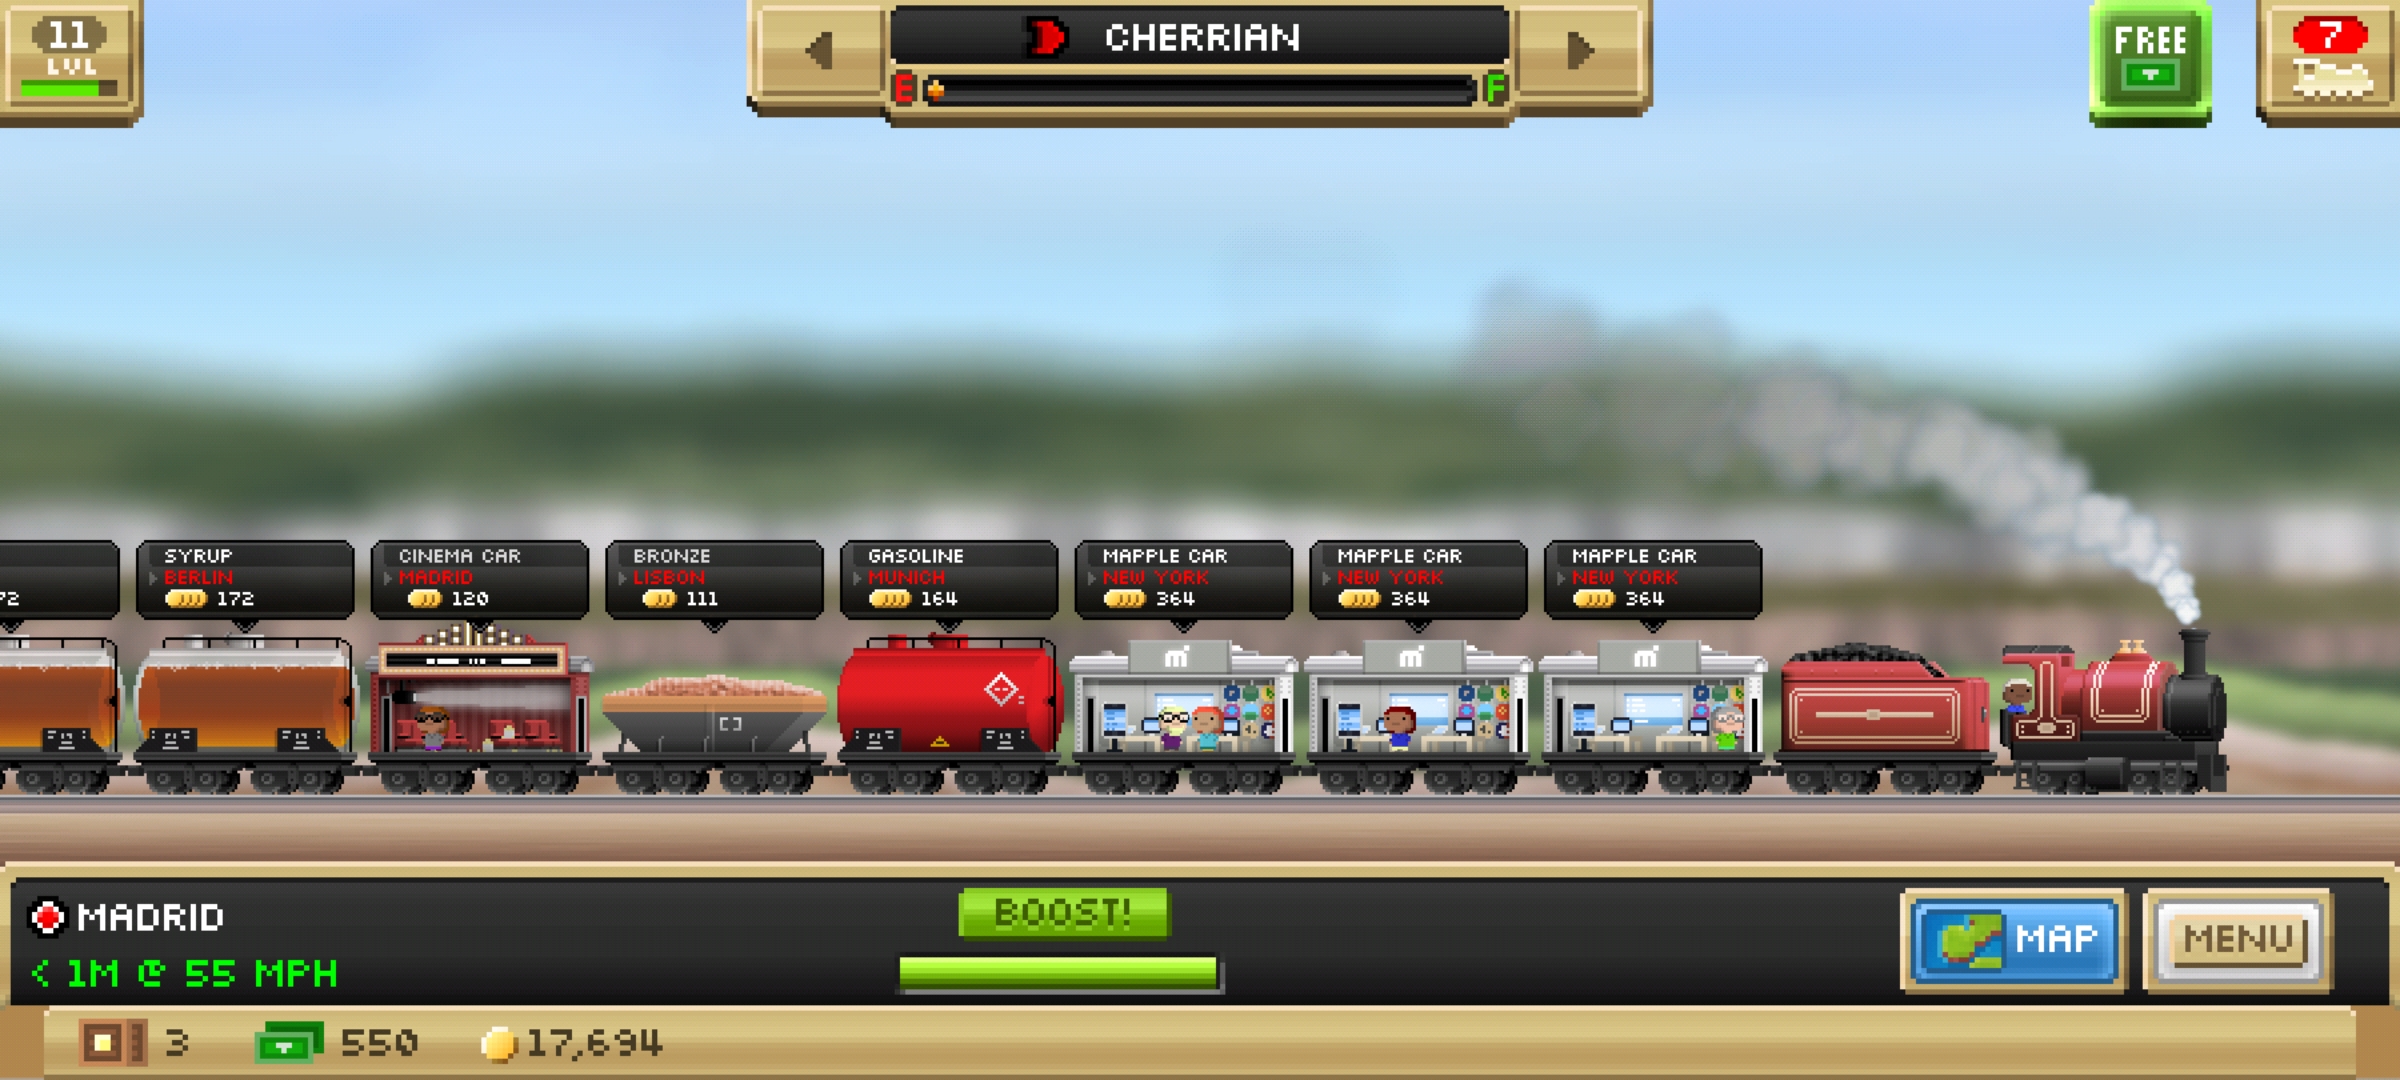 11
LVL
CHERRIAN
E F
FREE
7
72
SYRUP
BERLIN
172
CINEMA CAR
MADRID
120
BRONZE
LISBON
111
GASOLINE
MUNICH
164
MAPPLE CAR
NEW YORK
364
MAPPLE CAR
NEW YORK
364
MAPPLE CAR
NEW YORK
364
m
m
m
MADRID
< 1M @ 55 MPH
BOOST!
MAP
MENU
3
550
17,694